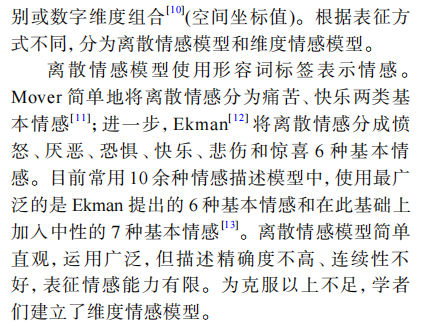 别或数字维度组合[10](空间坐标值)。根据表征方
式不同,分为离散情感模型和维度情感模型。
离散情感模型使用形容词标签表示情感。
Mover 简单地将离散情感分为痛苦、快乐两类基
本情感[11];进一步,Ekman[12]将离散情感分成愤
怒、厌恶、恐惧、快乐、悲伤和惊喜 6 种基本情
感。目前常用 10 余种情感描述模型中,使用最广
泛的是 Ekman 提出的 6 种基本情感和在此基础上
加入中性的 7 种基本情感[13]。离散情感模型简单
直观,运用广泛,但描述精确度不高、连续性不
好,表征情感能力有限。为克服以上不足,学者
们建立了维度情感模型。